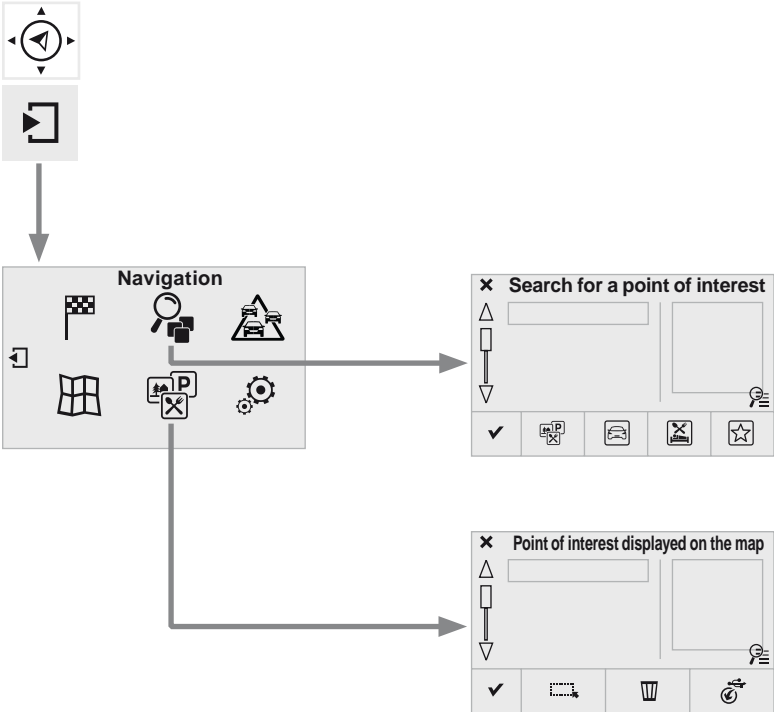 Navigation
Search for a point of interest
P
P
Point of interest displayed on the map